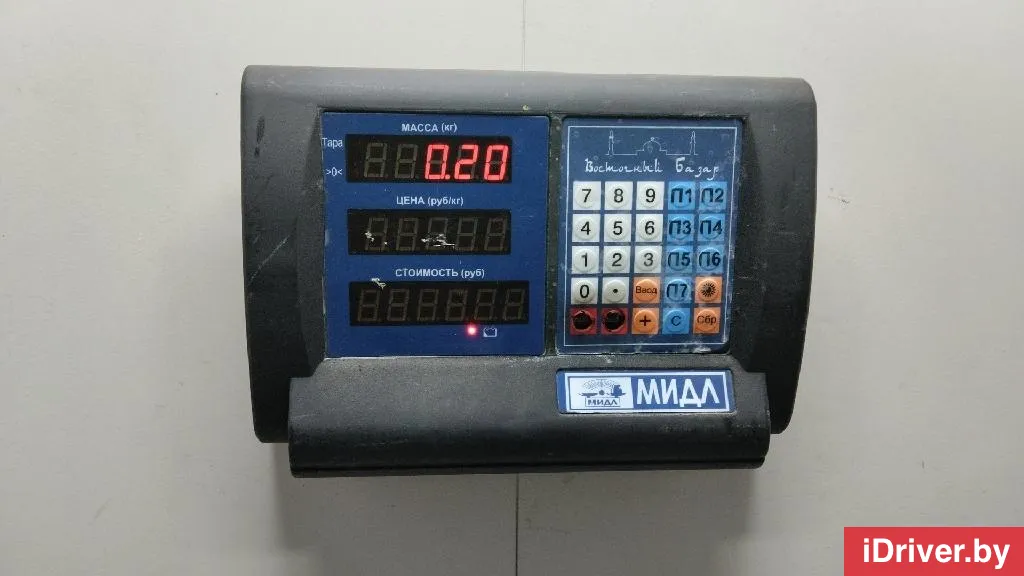 МАССА (кг)
Тара
0.20
>0<
ЦЕНА (руб/кг)
СТОИМОСТЬ (руб)
Восточный Базар
7 8 9 П1 П2
4 5 6 П3 П4
1 2 3 П5 П6
0 . Ввод П7
+ С Сбр
МИДЛ МИДЛ
iDriver.by